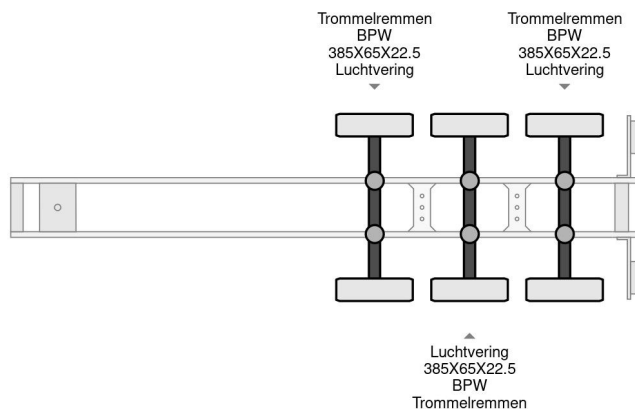 Trommelremmen
BPW
385X65X22.5
Luchtvering
Trommelremmen
BPW
385X65X22.5
Luchtvering
Luchtvering
385X65X22.5
BPW
Trommelremmen